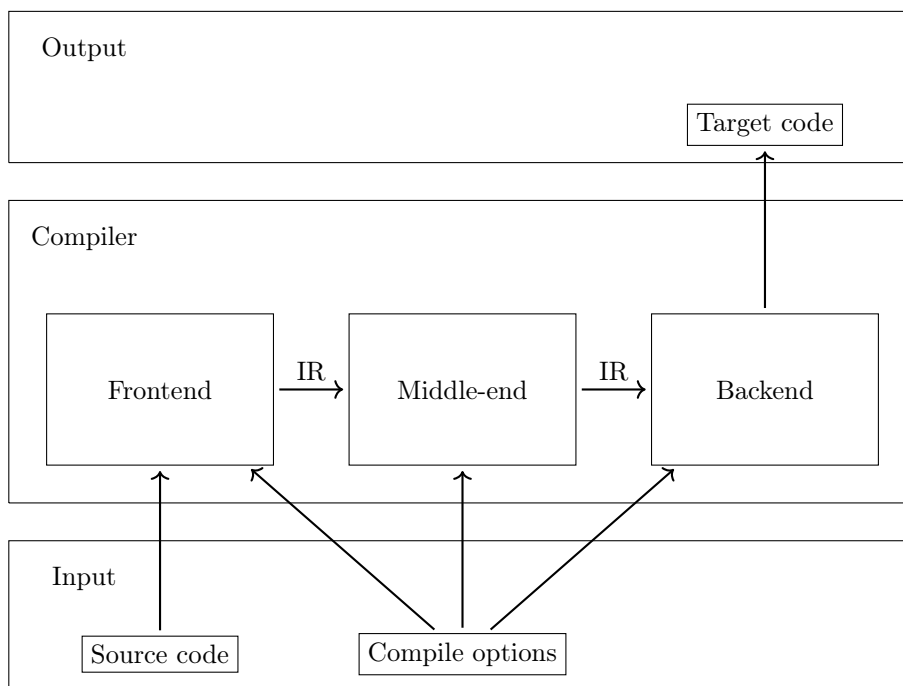 Output
Target code
Compiler
Frontend
IR
Middle-end
IR
Backend
Input
Source code
Compile options